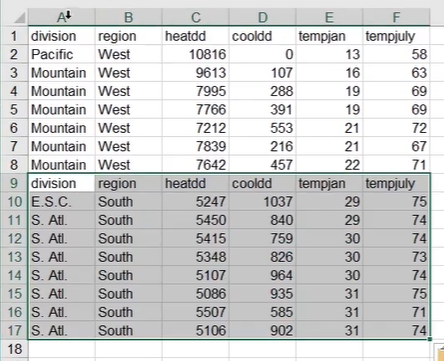 A B C D E F
1 division region heatdd cooldd tempjan tempjuly
2 Pacific West 10816 0 13 58
3 Mountain West 9613 107 16 63
4 Mountain West 7995 288 19 69
5 Mountain West 7766 391 19 69
6 Mountain West 7212 553 21 72
7 Mountain West 7839 216 21 67
8 Mountain West 7642 457 22 71
9 division region heatdd cooldd tempjan tempjuly
10 E.S.C. South 5247 1037 29 75
11 S. Atl. South 5450 840 29 74
12 S. Atl. South 5415 759 30 74
13 S. Atl. South 5348 826 30 73
14 S. Atl. South 5107 964 30 74
15 S. Atl. South 5086 935 31 75
16 S. Atl. South 5507 585 31 71
17 S. Atl. South 5106 902 31 74
18